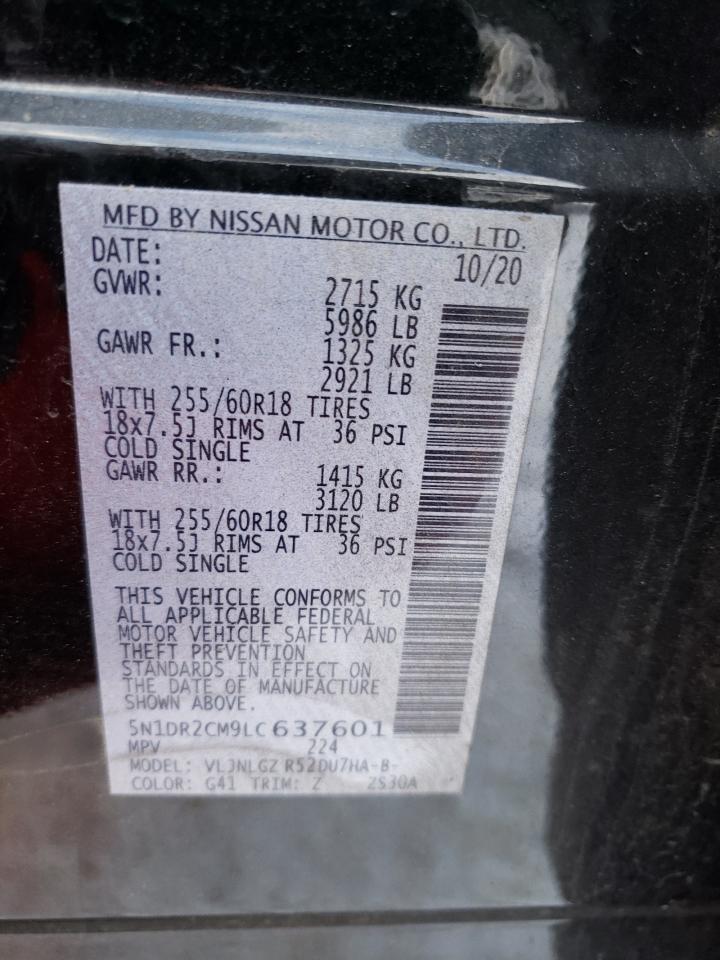 MFD BY NISSAN MOTOR CO., LTD.
DATE: 10/20
GVWR: 2715 KG
5986 LB
GAWR FR.: 1325 KG
2921 LB
WITH 255/60R18 TIRES
18x7.5J RIMS AT 36 PSI
COLD SINGLE
GAWR RR.: 1415 KG
3120 LB
WITH 255/60R18 TIRES
18x7.5J RIMS AT 36 PSI
COLD SINGLE
THIS VEHICLE CONFORMS TO
ALL APPLICABLE FEDERAL
MOTOR VEHICLE SAFETY AND
THEFT PREVENTION
STANDARDS IN EFFECT ON
THE DATE OF MANUFACTURE
SHOWN ABOVE.
5N1DR2CM9LC637601
MPV 224
MODEL: VLJNLGZ R52DU7HA-B-
COLOR: G41 TRIM: Z ZS30A